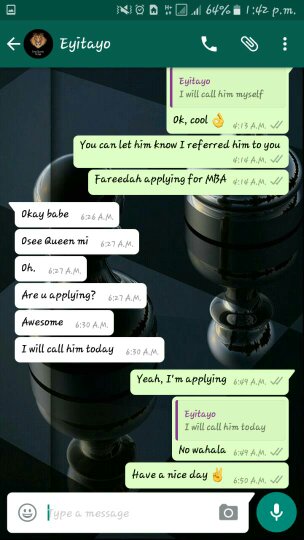 64% 1:42 p.m.
Eyitayo
Eyitayo
I will call him myself
Ok, cool 👌
4:13 A.M.
You can let him know I referred him to you
4:14 A.M.
Fareedah applying for MBA 4:14 A.M.
Okay babe 6:26 A.M.
Osee Queen mi 6:27 A.M.
Oh. 6:27 A.M.
Are u applying? 6:27 A.M.
Awesome 6:30 A.M.
I will call him today 6:30 A.M.
Yeah, I'm applying 6:49 A.M.
Eyitayo
I will call him today
No wahala 6:49 A.M.
Have a nice day ✌ 6:50 A.M.
Type a message